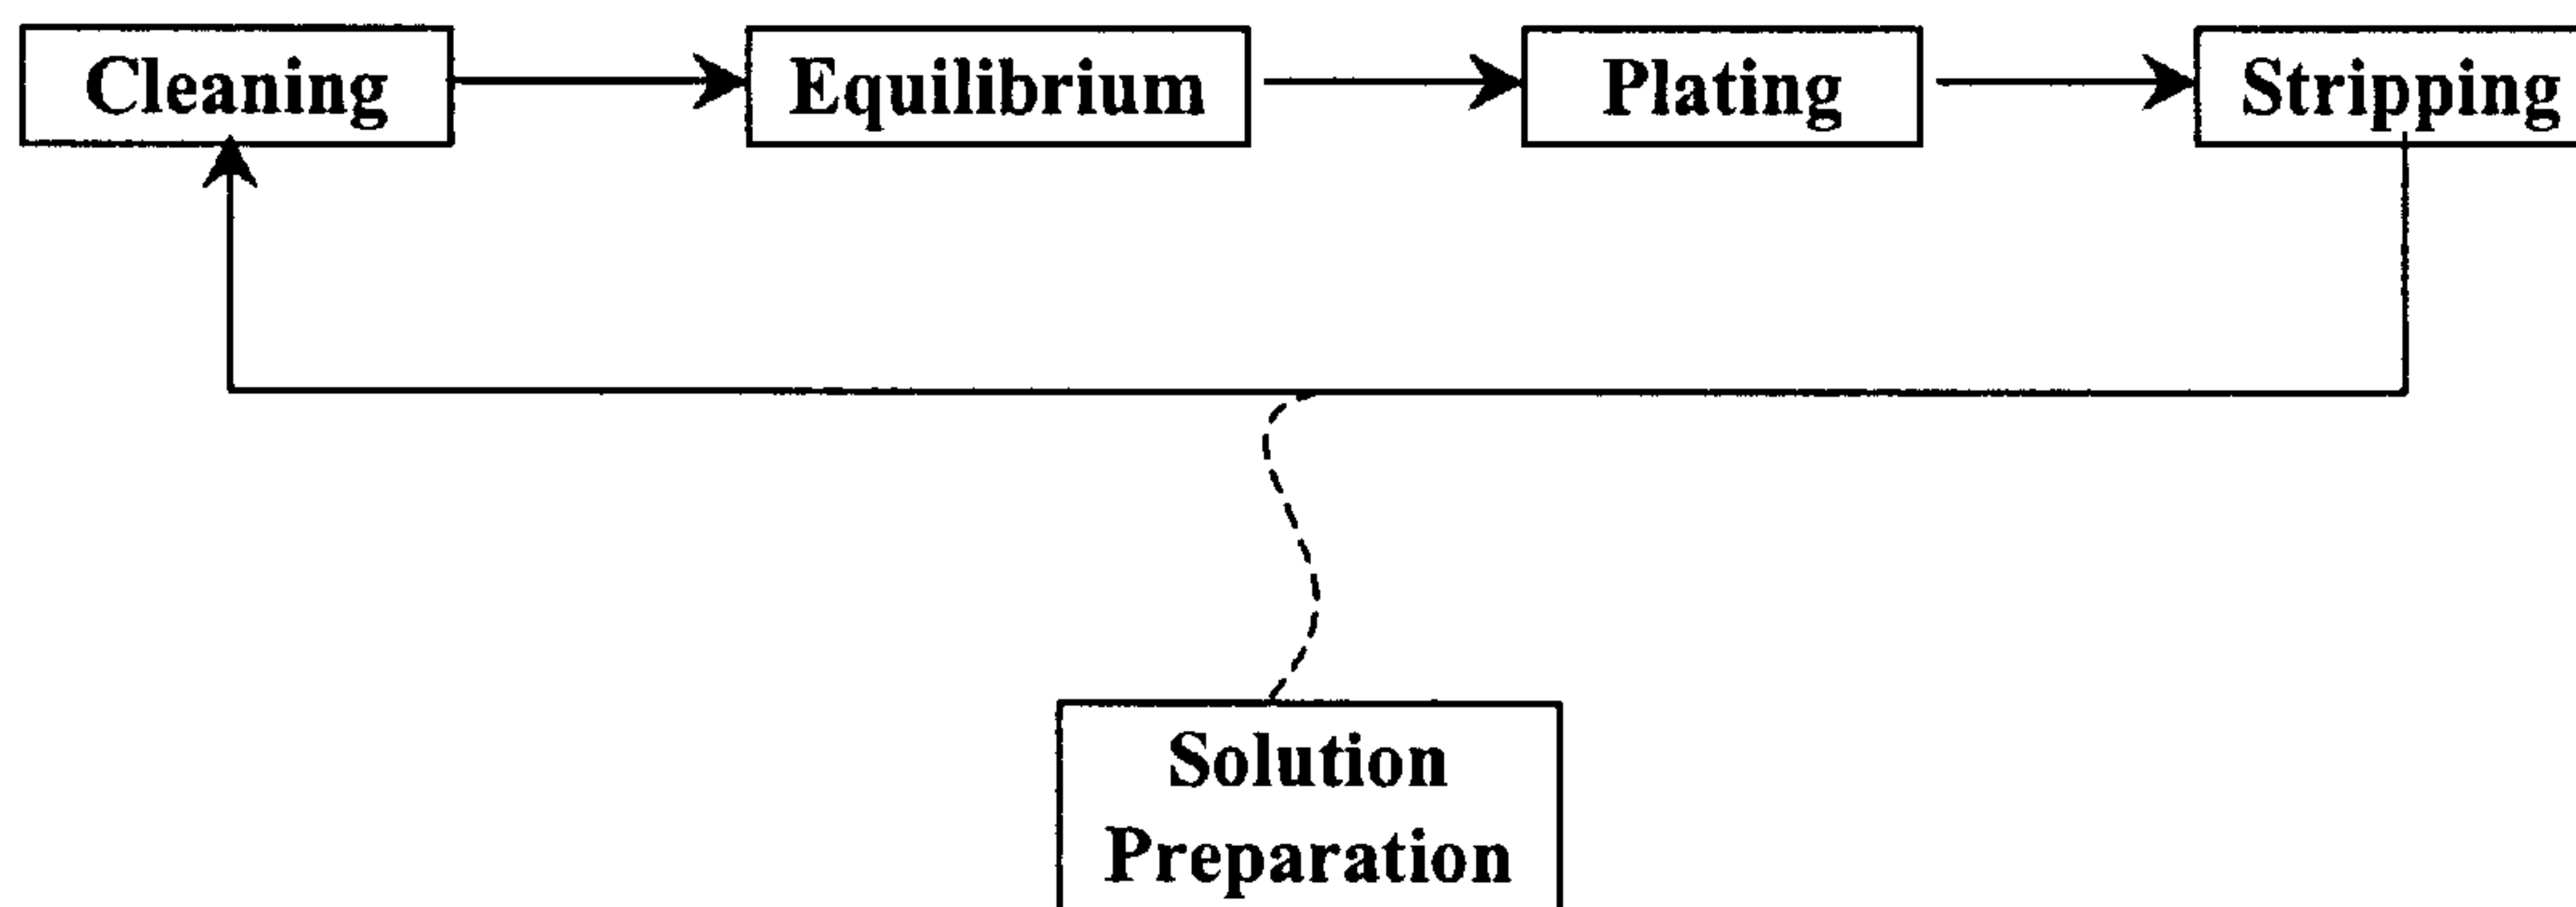 Cleaning
Equilibrium
Plating
Stripping
Solution
Preparation